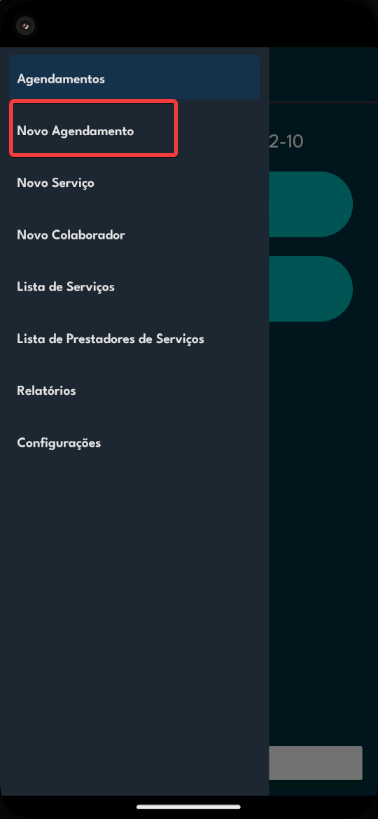 Agendamentos
Novo Agendamento
2-10
Novo Serviço
Novo Colaborador
Lista de Serviços
Lista de Prestadores de Serviços
Relatórios
Configurações